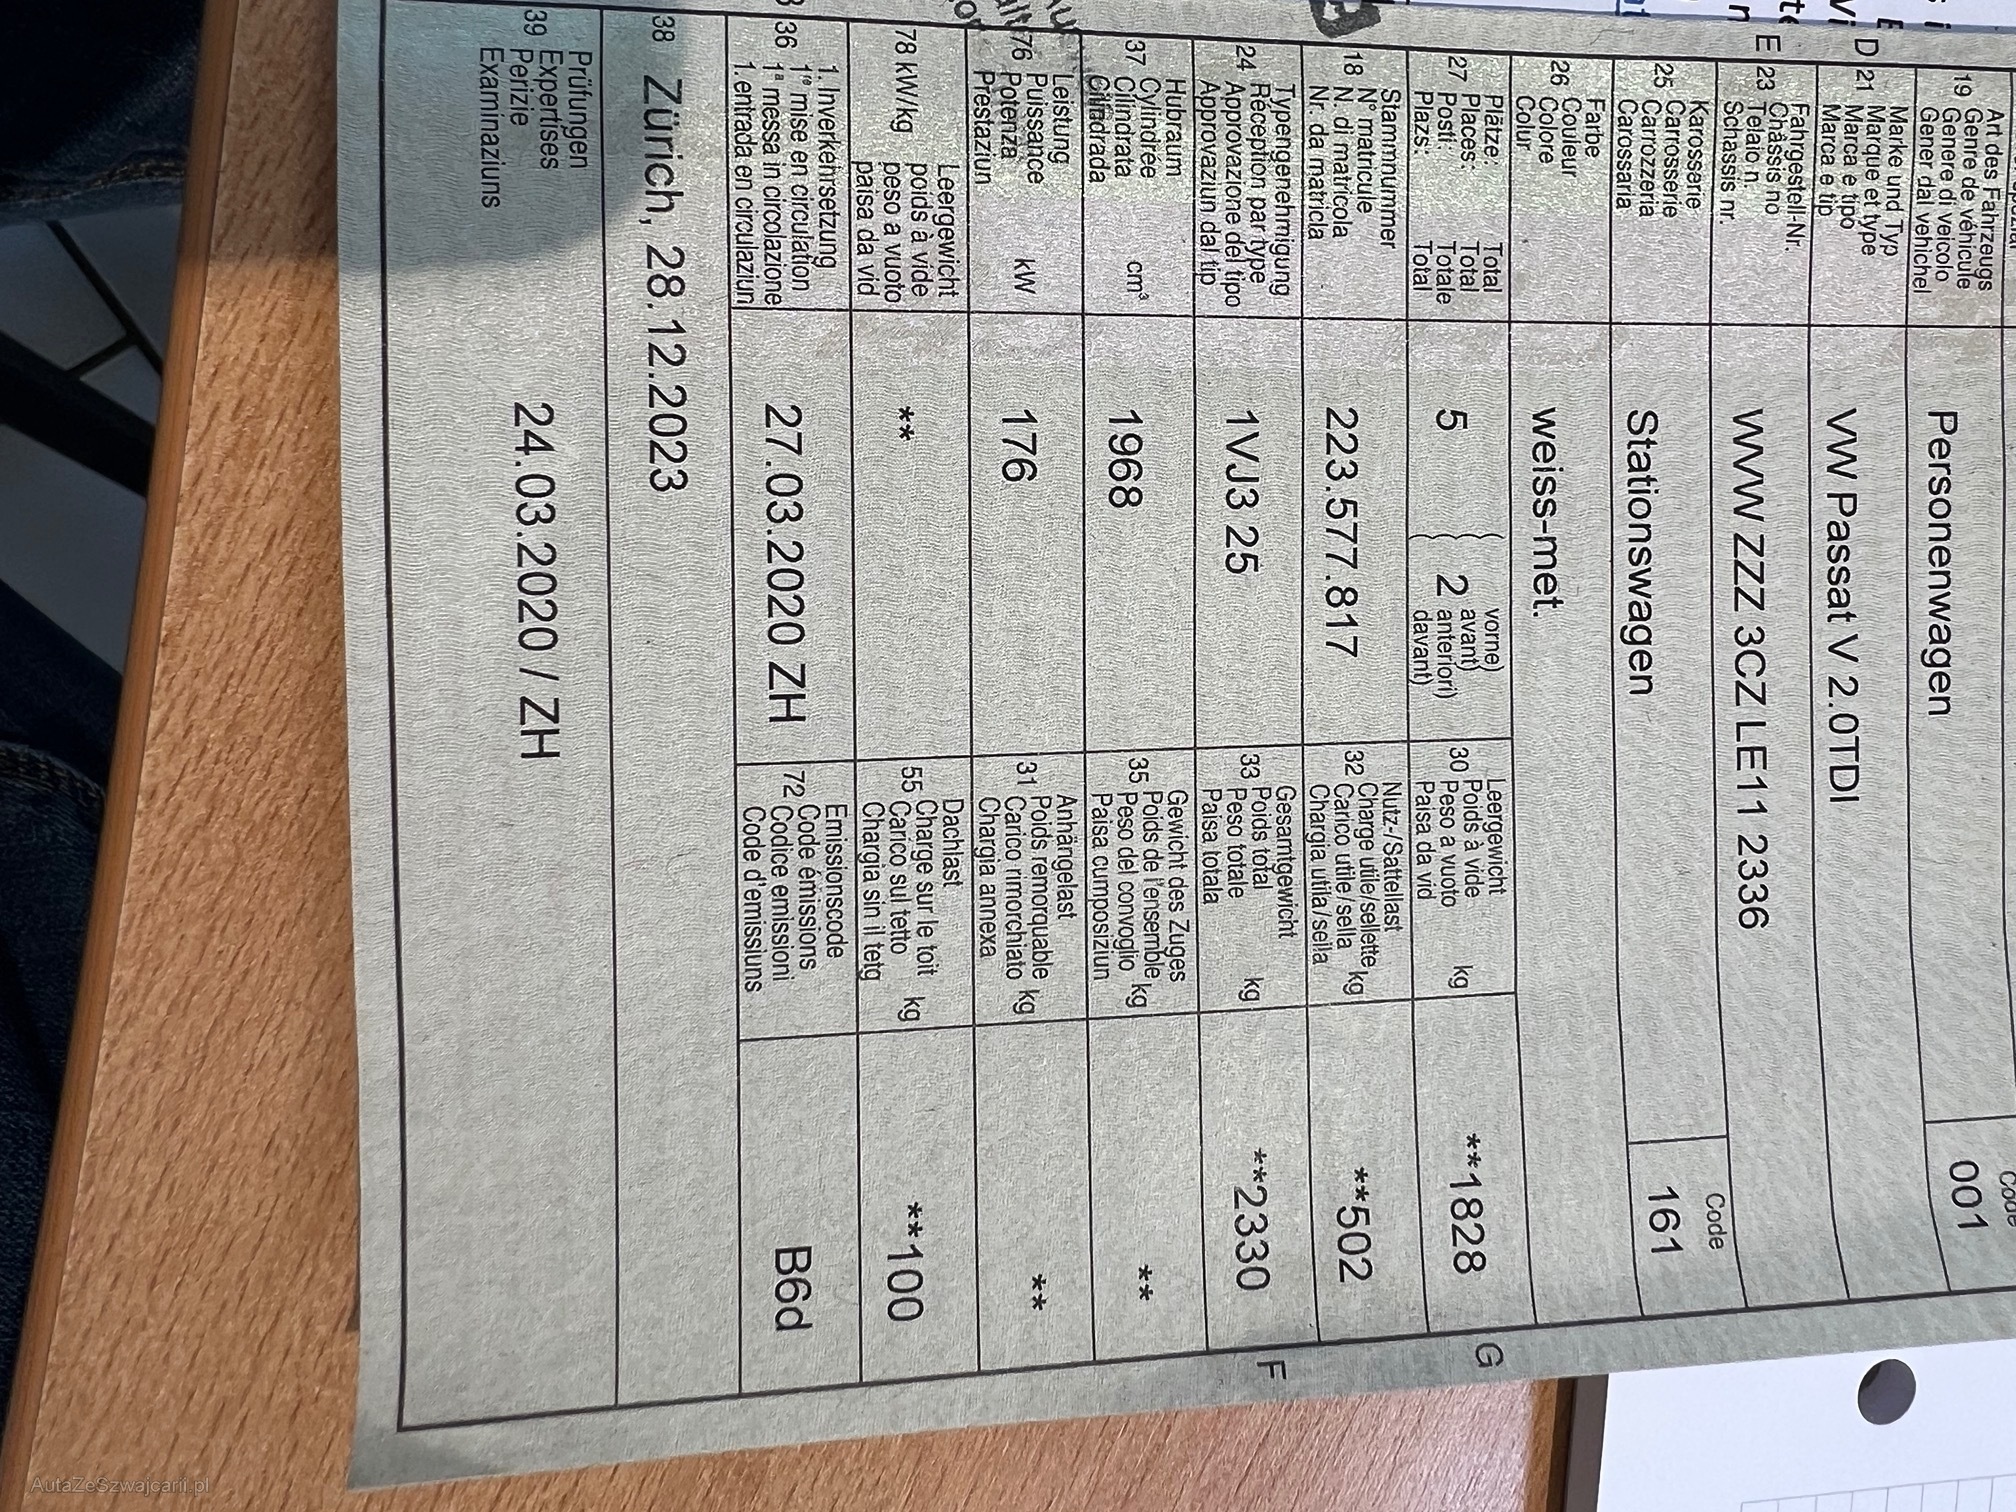 Art des Fahrzeugs
19 Genre de véhicule
Genere di veicolo
Gener dal vehichel
Personenwagen
Code
001
Marke und Typ
D 21 Marque et type
Marca e tipo
Marca e tip
VW Passat V 2.0TDI
Fahrgestell-Nr.
E 23 Châssis no
Telaio n.
Schassis nr.
WVW ZZZ 3CZ LE11 2336
Karosserie
25 Carrosserie
Carrozzeria
Carossaria
Stationswagen
Code
161
Farbe
26 Couleur
Colore
Colur
weiss-met.
Plätze: Total
27 Places: Total
Posti: Totale
Plazs: Total
5
vorne)
avant)
2 anteriori)
davant)
Leergewicht
30 Poids à vide
Peso a vuoto kg
Paisa da vid
**1828
G
Stammnummer
18 N° matricule
N. di matricola
Nr. da matricla
223.577.817
Nutz-/Sattellast
32 Charge utile/sellette
Carico utile/sella kg
Chargia utila/sella
**502
Typengenehmigung
24 Réception par type
Approvazione del tipo
Approvaziun dal tip
1VJ3 25
Gesamtgewicht
33 Poids total
Peso totale kg
Paisa totala
**2330
F
Hubraum
37 Cylindrée
Cilindrata cm³
Cilindrada
1968
Gewicht des Zuges
35 Poids de l'ensemble
Peso del convoglio kg
Paisa cumposiziun
**
Leistung
76 Puissance
Potenza kW
Prestaziun
176
Anhängelast
31 Poids remorquable
Carico rimorchiato kg
Chargia annexa
**
Leergewicht
78 kW/kg poids à vide
peso a vuoto
paisa da vid
**
Dachlast
55 Charge sur le toit
Carico sul tetto kg
Chargia sin il tetg
**100
1. Inverkehrsetzung
36 1re mise en circulation
1a messa in circolazione
1. entrada en circulaziun
27.03.2020 ZH
Emissionscode
72 Code émissions
Codice emissioni
Code d'emissiuns
B6d
38 Zürich, 28.12.2023
Prüfungen
39 Expertises
Perizie
Examinaziuns
24.03.2020 / ZH
AutaZeSzwajcarii.pl